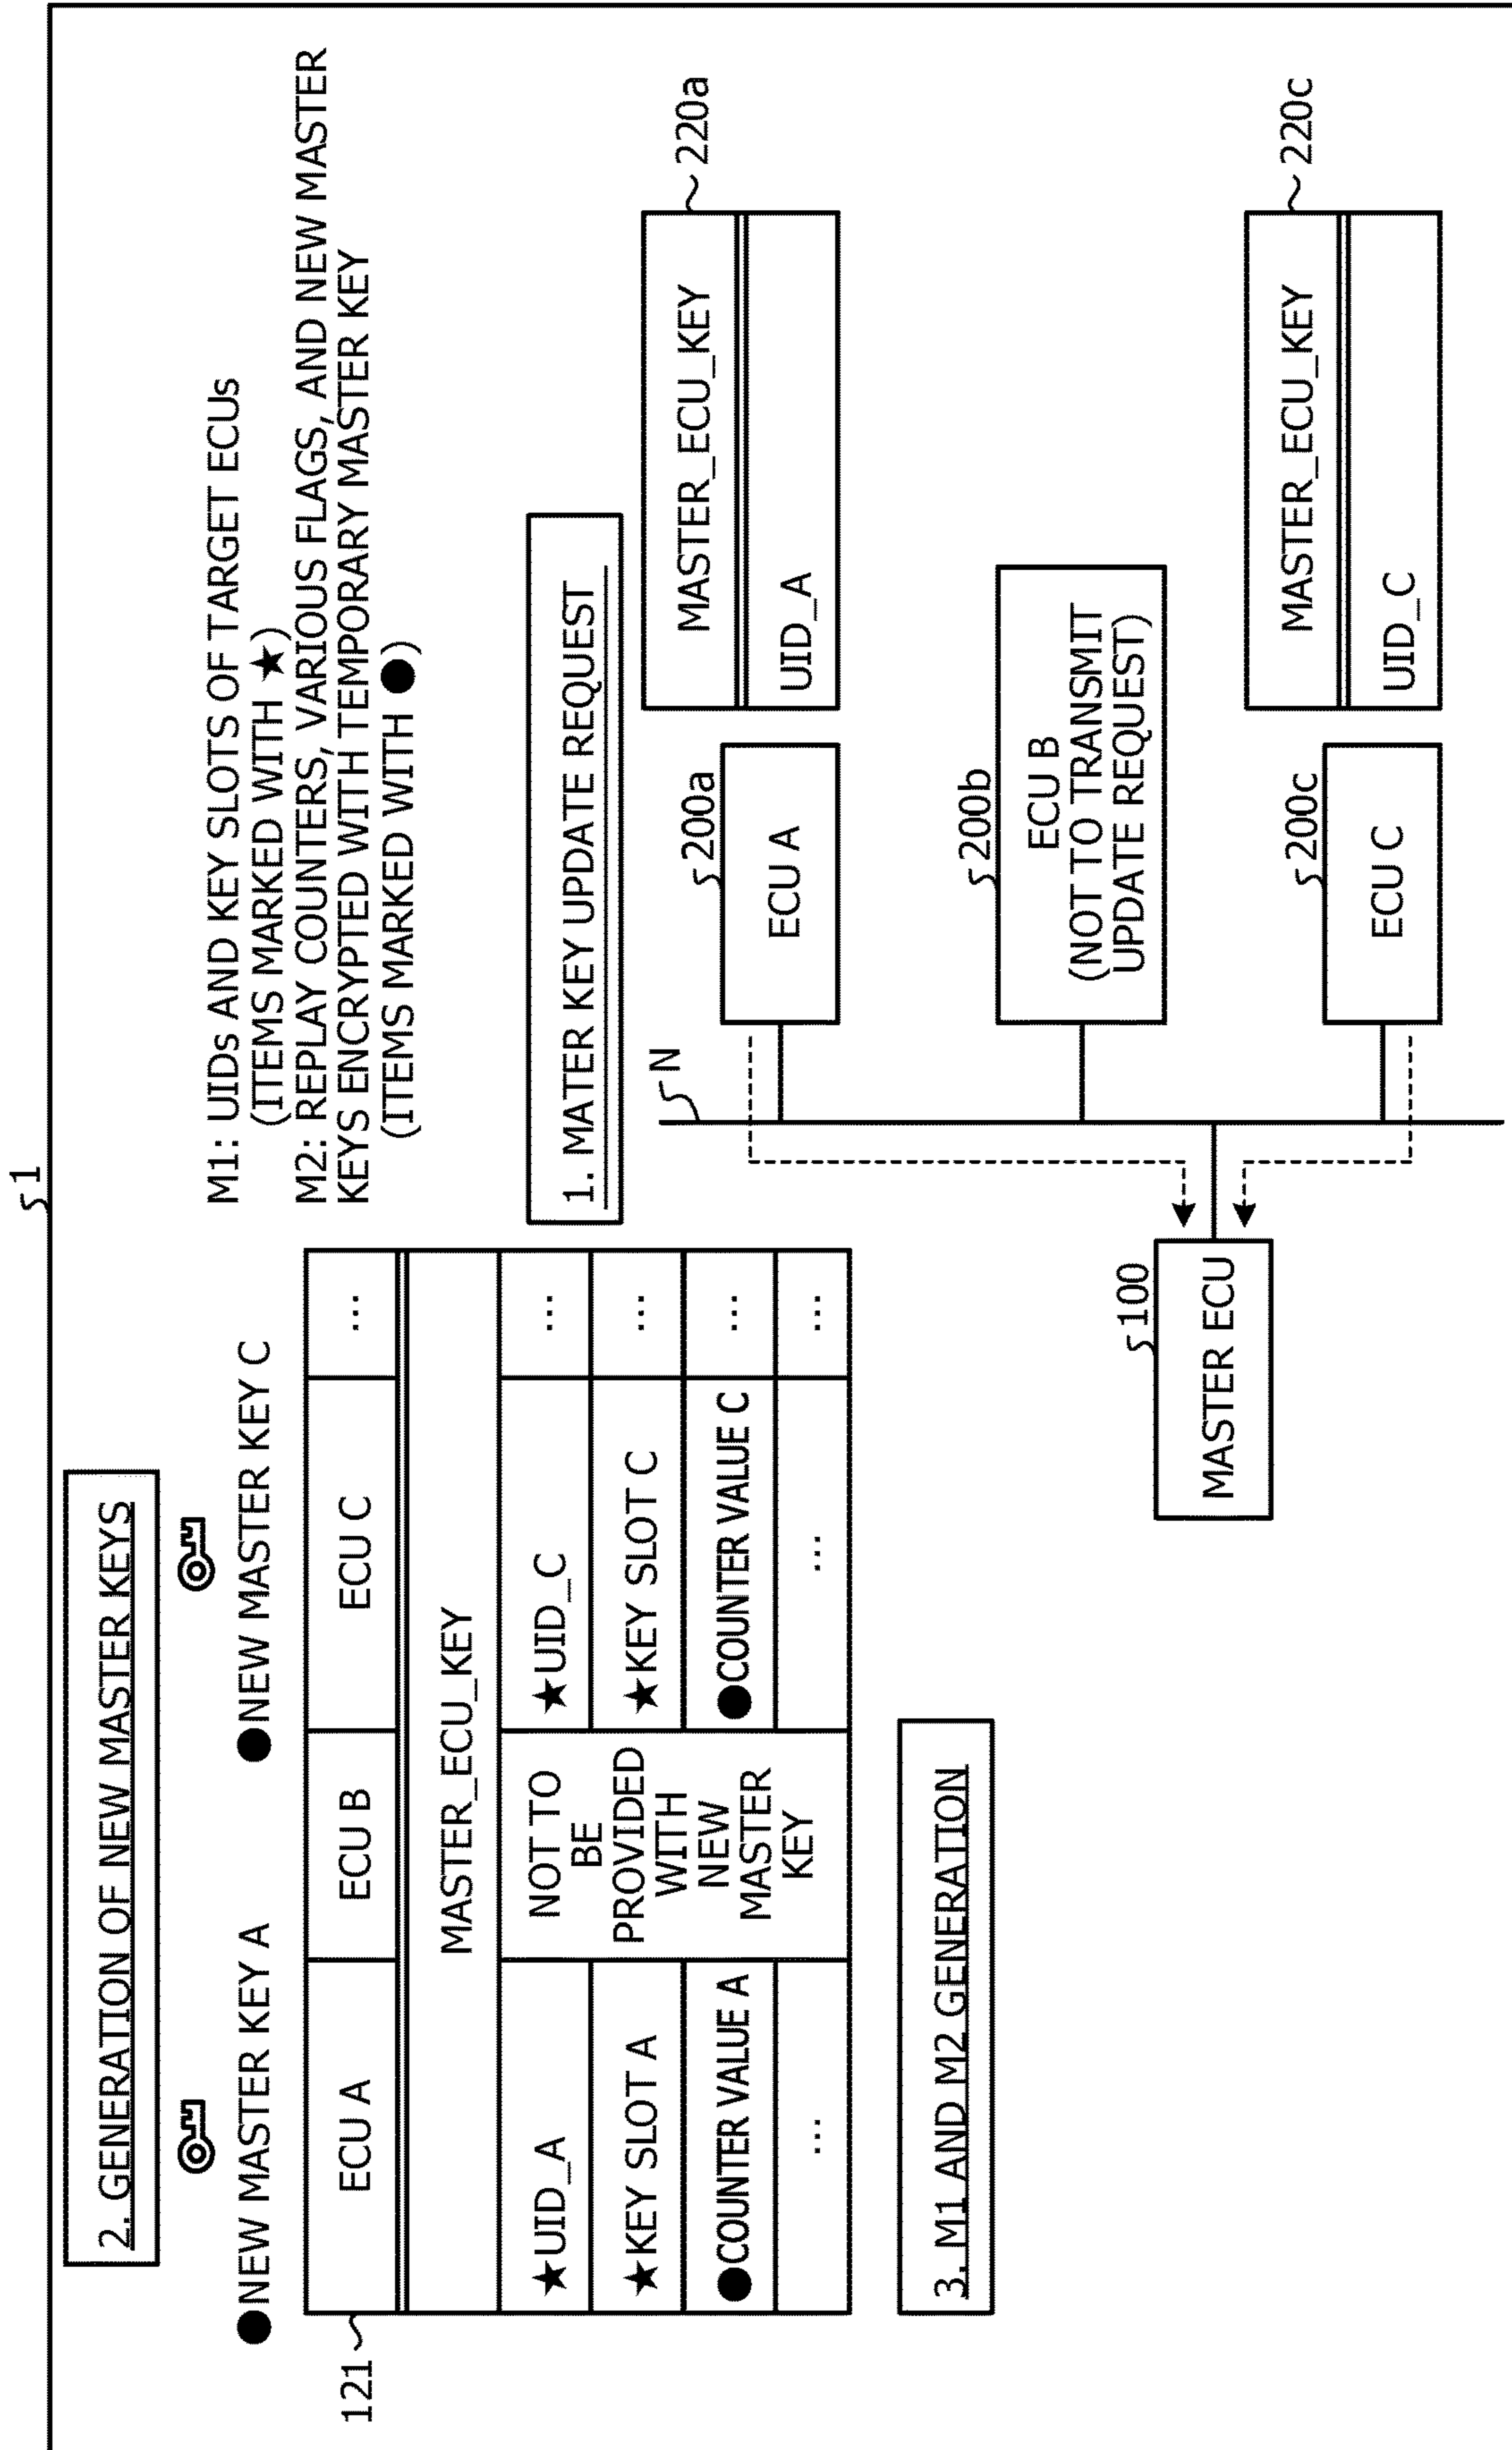 1
2. GENERATION OF NEW MASTER KEYS
●NEW MASTER KEY A
●NEW MASTER KEY C
121
ECU A
ECU B
ECU C
...
MASTER_ECU_KEY
★UID_A
NOT TO
BE
PROVIDED
WITH
NEW
MASTER
KEY
★UID_C
...
★KEY SLOT A
★KEY SLOT C
...
●COUNTER VALUE A
●COUNTER VALUE C
...
...
...
...
3. M1 AND M2 GENERATION
M1: UIDs AND KEY SLOTS OF TARGET ECUs
(ITEMS MARKED WITH ★)
M2: REPLAY COUNTERS, VARIOUS FLAGS, AND NEW MASTER
KEYS ENCRYPTED WITH TEMPORARY MASTER KEY
(ITEMS MARKED WITH ●)
1. MATER KEY UPDATE REQUEST
N
200a
ECU A
220a
MASTER_ECU_KEY
UID_A
200b
ECU B
(NOT TO TRANSMIT
UPDATE REQUEST)
100
MASTER ECU
200c
ECU C
220c
MASTER_ECU_KEY
UID_C